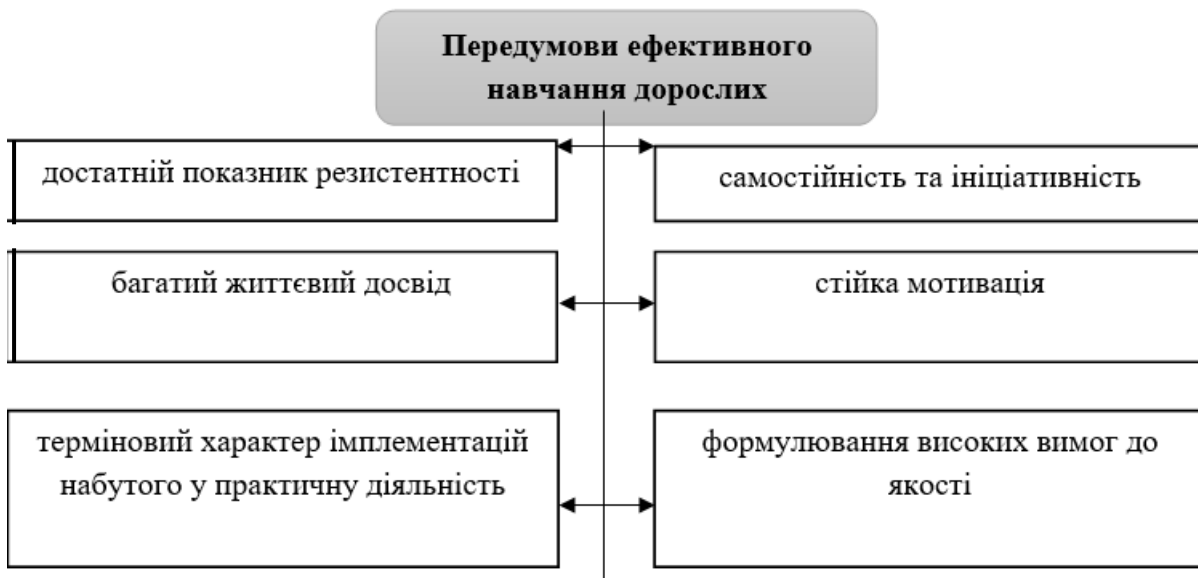 Передумови ефективного
навчання дорослих
достатній показник резистентності
самостійність та ініціативність
багатий життєвий досвід
стійка мотивація
терміновий характер імплементацій
набутого у практичну діяльність
формулювання високих вимог до
якості